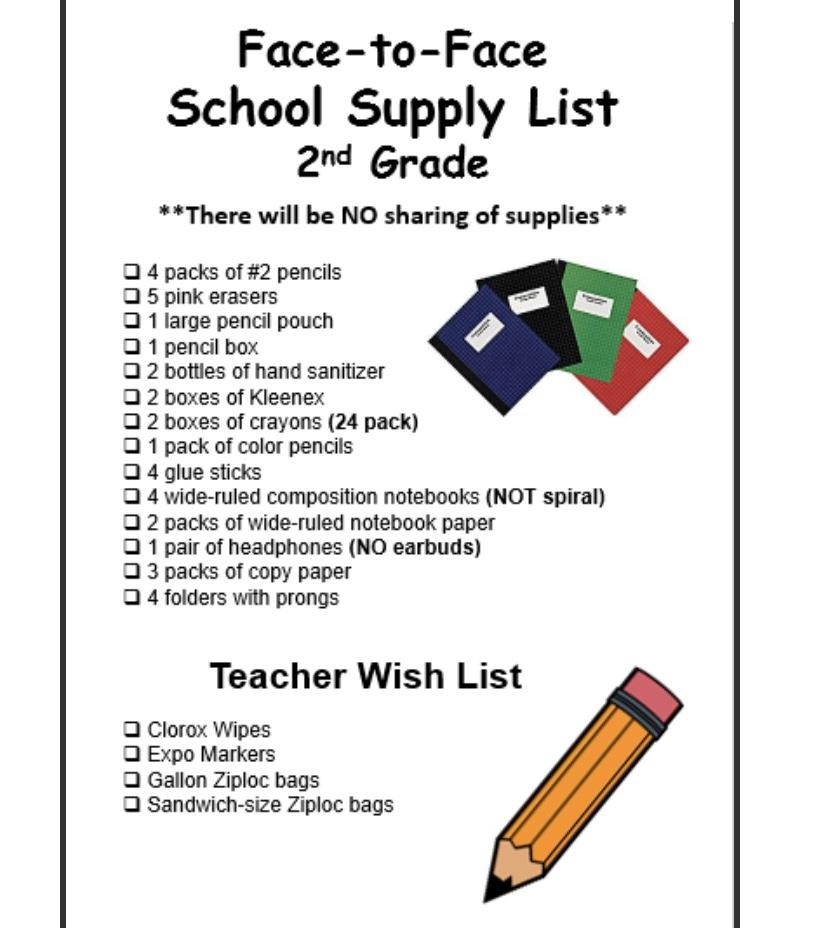 Face-to-Face
School Supply List
2nd Grade
**There will be NO sharing of supplies**
❑ 4 packs of #2 pencils
❑ 5 pink erasers
❑ 1 large pencil pouch
❑ 1 pencil box
❑ 2 bottles of hand sanitizer
❑ 2 boxes of Kleenex
❑ 2 boxes of crayons (24 pack)
❑ 1 pack of color pencils
❑ 4 glue sticks
❑ 4 wide-ruled composition notebooks (NOT spiral)
❑ 2 packs of wide-ruled notebook paper
❑ 1 pair of headphones (NO earbuds)
❑ 3 packs of copy paper
❑ 4 folders with prongs
Teacher Wish List
❑ Clorox Wipes
❑ Expo Markers
❑ Gallon Ziploc bags
❑ Sandwich-size Ziploc bags